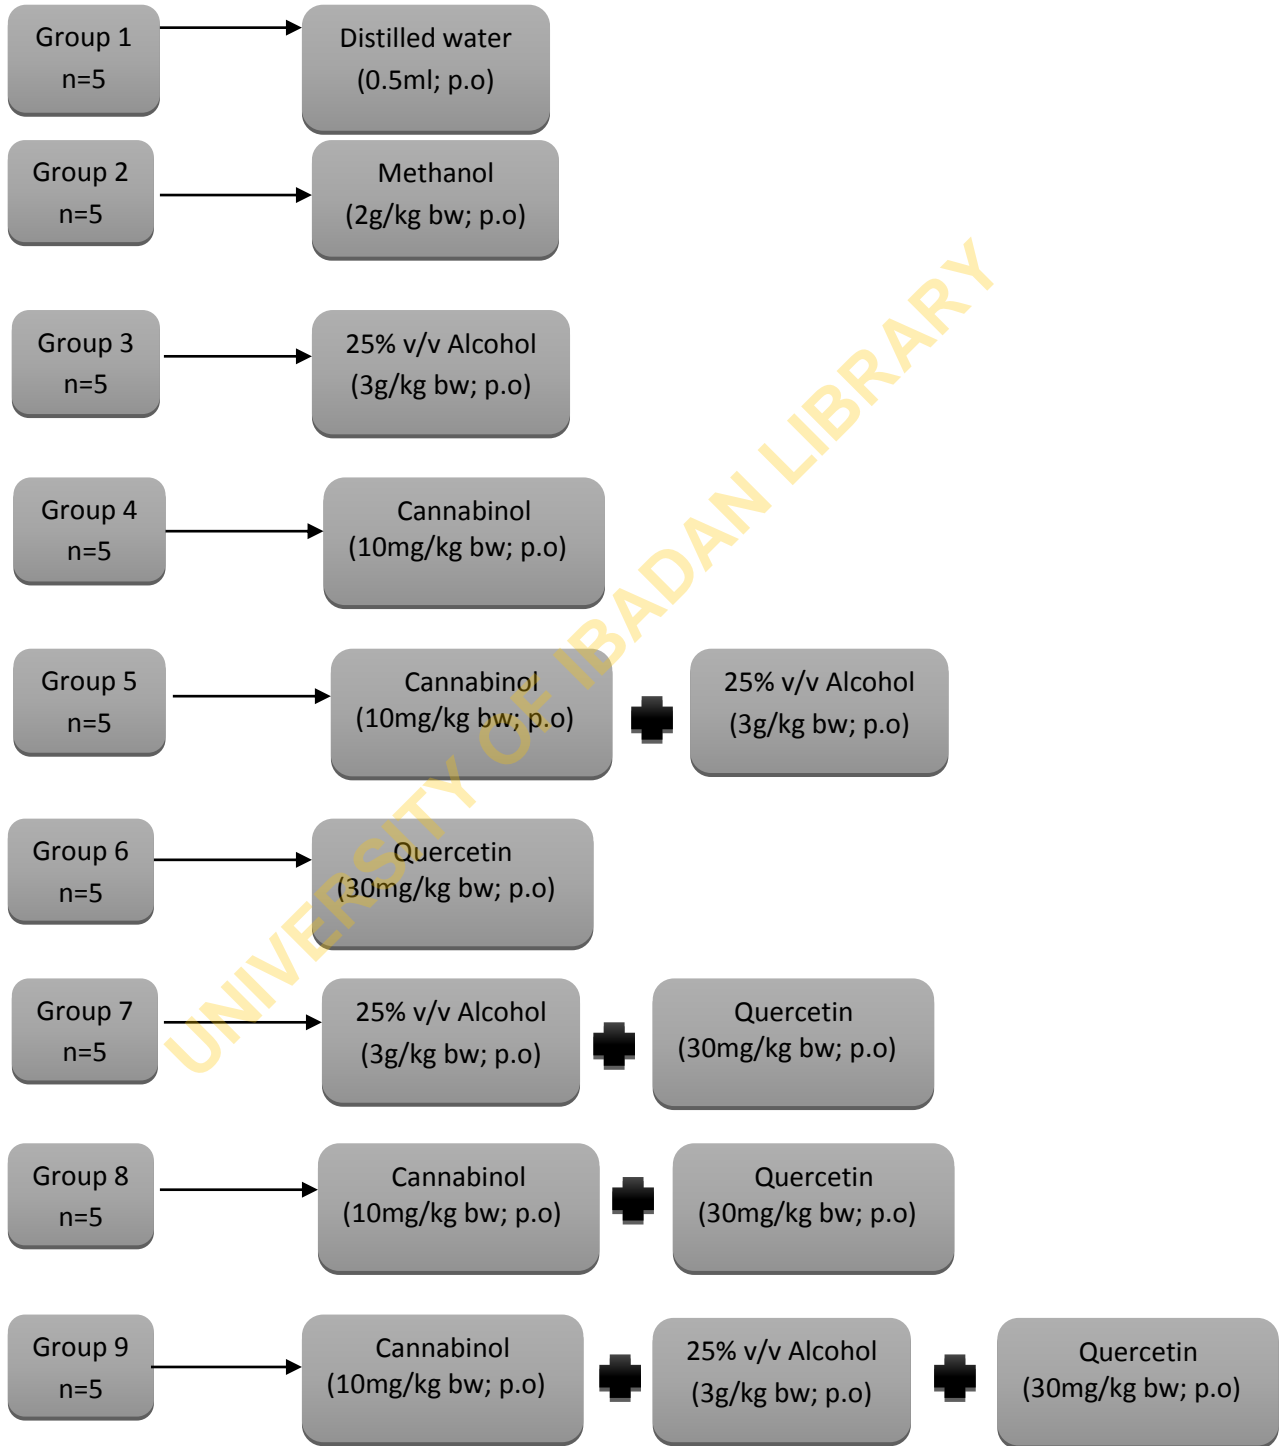 Group 1
n=5
Distilled water
(0.5ml; p.o)
Group 2
n=5
Methanol
(2g/kg bw; p.o)
Group 3
n=5
25% v/v Alcohol
(3g/kg bw; p.o)
Group 4
n=5
Cannabinol
(10mg/kg bw; p.o)
Group 5
n=5
Cannabinol
(10mg/kg bw; p.o)
25% v/v Alcohol
(3g/kg bw; p.o)
Group 6
n=5
Quercetin
(30mg/kg bw; p.o)
Group 7
n=5
25% v/v Alcohol
(3g/kg bw; p.o)
Quercetin
(30mg/kg bw; p.o)
Group 8
n=5
Cannabinol
(10mg/kg bw; p.o)
Quercetin
(30mg/kg bw; p.o)
Group 9
n=5
Cannabinol
(10mg/kg bw; p.o)
25% v/v Alcohol
(3g/kg bw; p.o)
Quercetin
(30mg/kg bw; p.o)
UNIVERSITY OF IBADAN LIBRARY